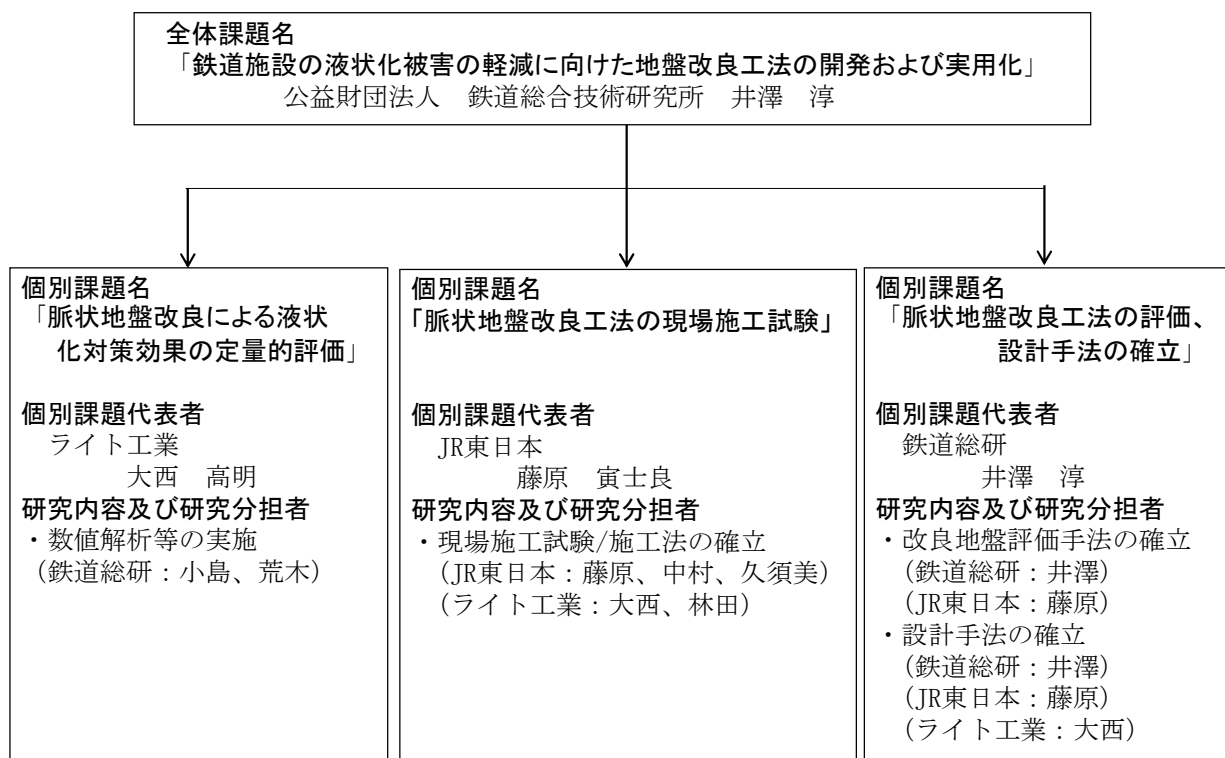 全体課題名
「鉄道施設の液状化被害の軽減に向けた地盤改良工法の開発および実用化」
公益財団法人　鉄道総合技術研究所　井澤　淳
個別課題名
「脈状地盤改良による液状
化対策効果の定量的評価」
個別課題代表者
ライト工業
大西　高明
研究内容及び研究分担者
・数値解析等の実施
（鉄道総研：小島、荒木）
個別課題名
「脈状地盤改良工法の現場施工試験」
個別課題代表者
JR東日本
藤原　寅士良
研究内容及び研究分担者
・現場施工試験/施工法の確立
（JR東日本：藤原、中村、久須美）
（ライト工業：大西、林田）
個別課題名
「脈状地盤改良工法の評価、
設計手法の確立」
個別課題代表者
鉄道総研
井澤　淳
研究内容及び研究分担者
・改良地盤評価手法の確立
（鉄道総研：井澤）
（JR東日本：藤原）
・設計手法の確立
（鉄道総研：井澤）
（JR東日本：藤原）
（ライト工業：大西）